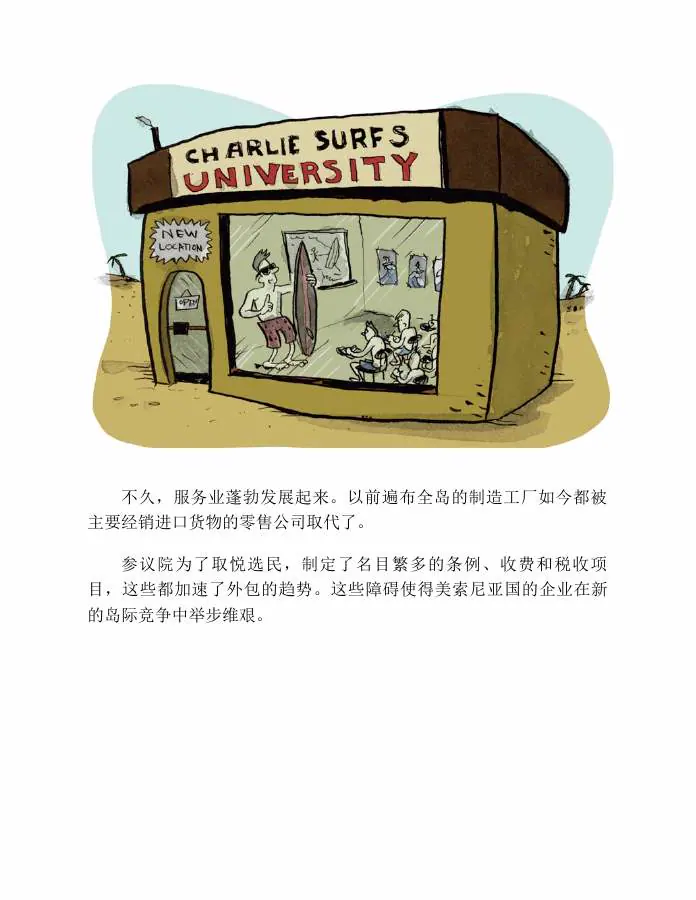 CHARLIE SURFS
UNIVERSITY
NEW
LOCATION
OPEN
不久，服务业蓬勃发展起来。以前遍布全岛的制造工厂如今都被
主要经销进口货物的零售公司取代了。
参议院为了取悦选民，制定了名目繁多的条例、收费和税收项
目，这些都加速了外包的趋势。这些障碍使得美索尼亚国的企业在新
的岛际竞争中举步维艰。